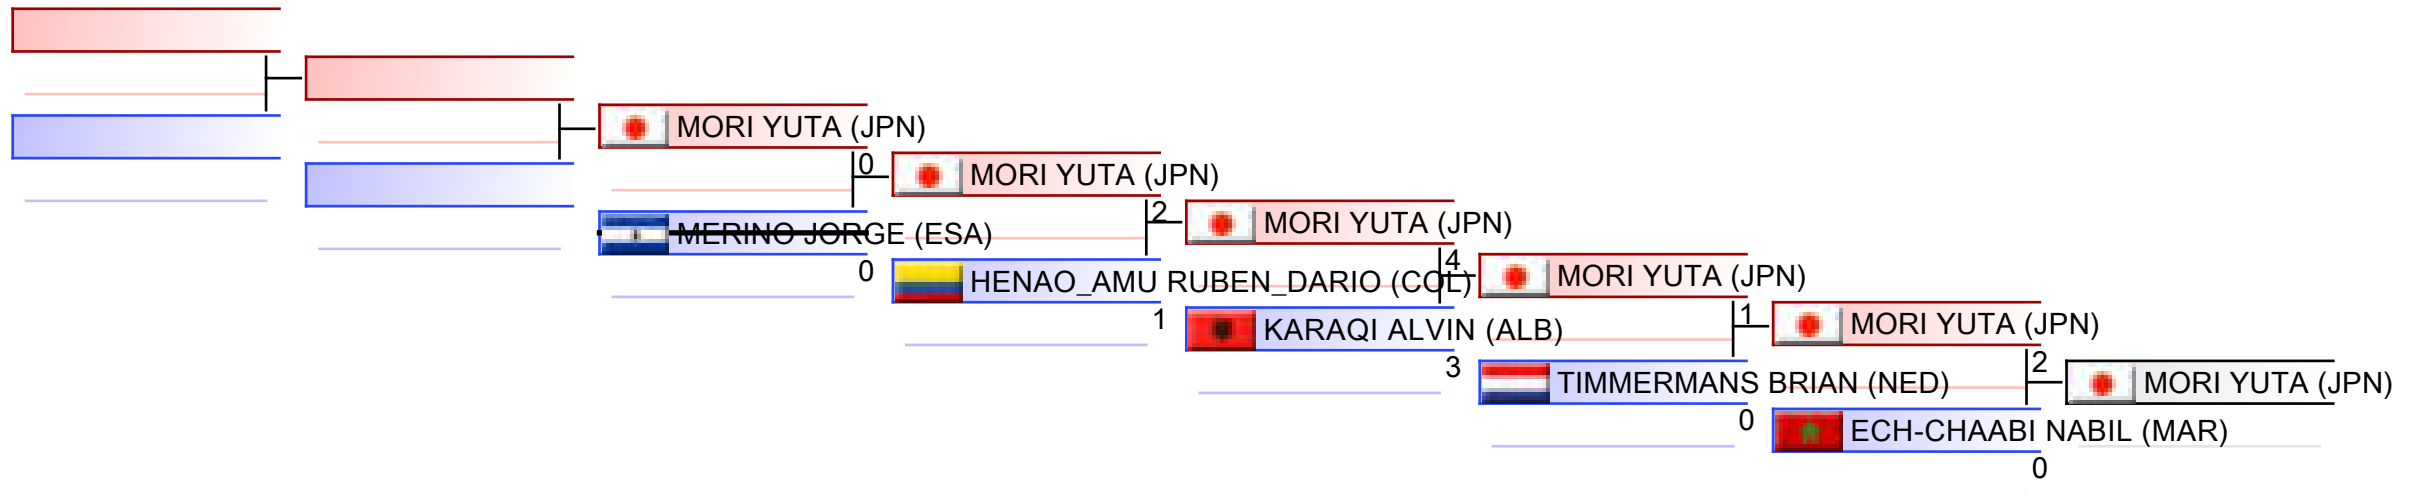 MORI YUTA (JPN)
0
MORI YUTA (JPN)
2
MORI YUTA (JPN)
MERINO JORGE (ESA)
0
HENAO_AMU RUBEN_DARIO (COL)
4
MORI YUTA (JPN)
1
KARAQI ALVIN (ALB)
1
MORI YUTA (JPN)
3
TIMMERMANS BRIAN (NED)
2
MORI YUTA (JPN)
0
ECH-CHAABI NABIL (MAR)
0